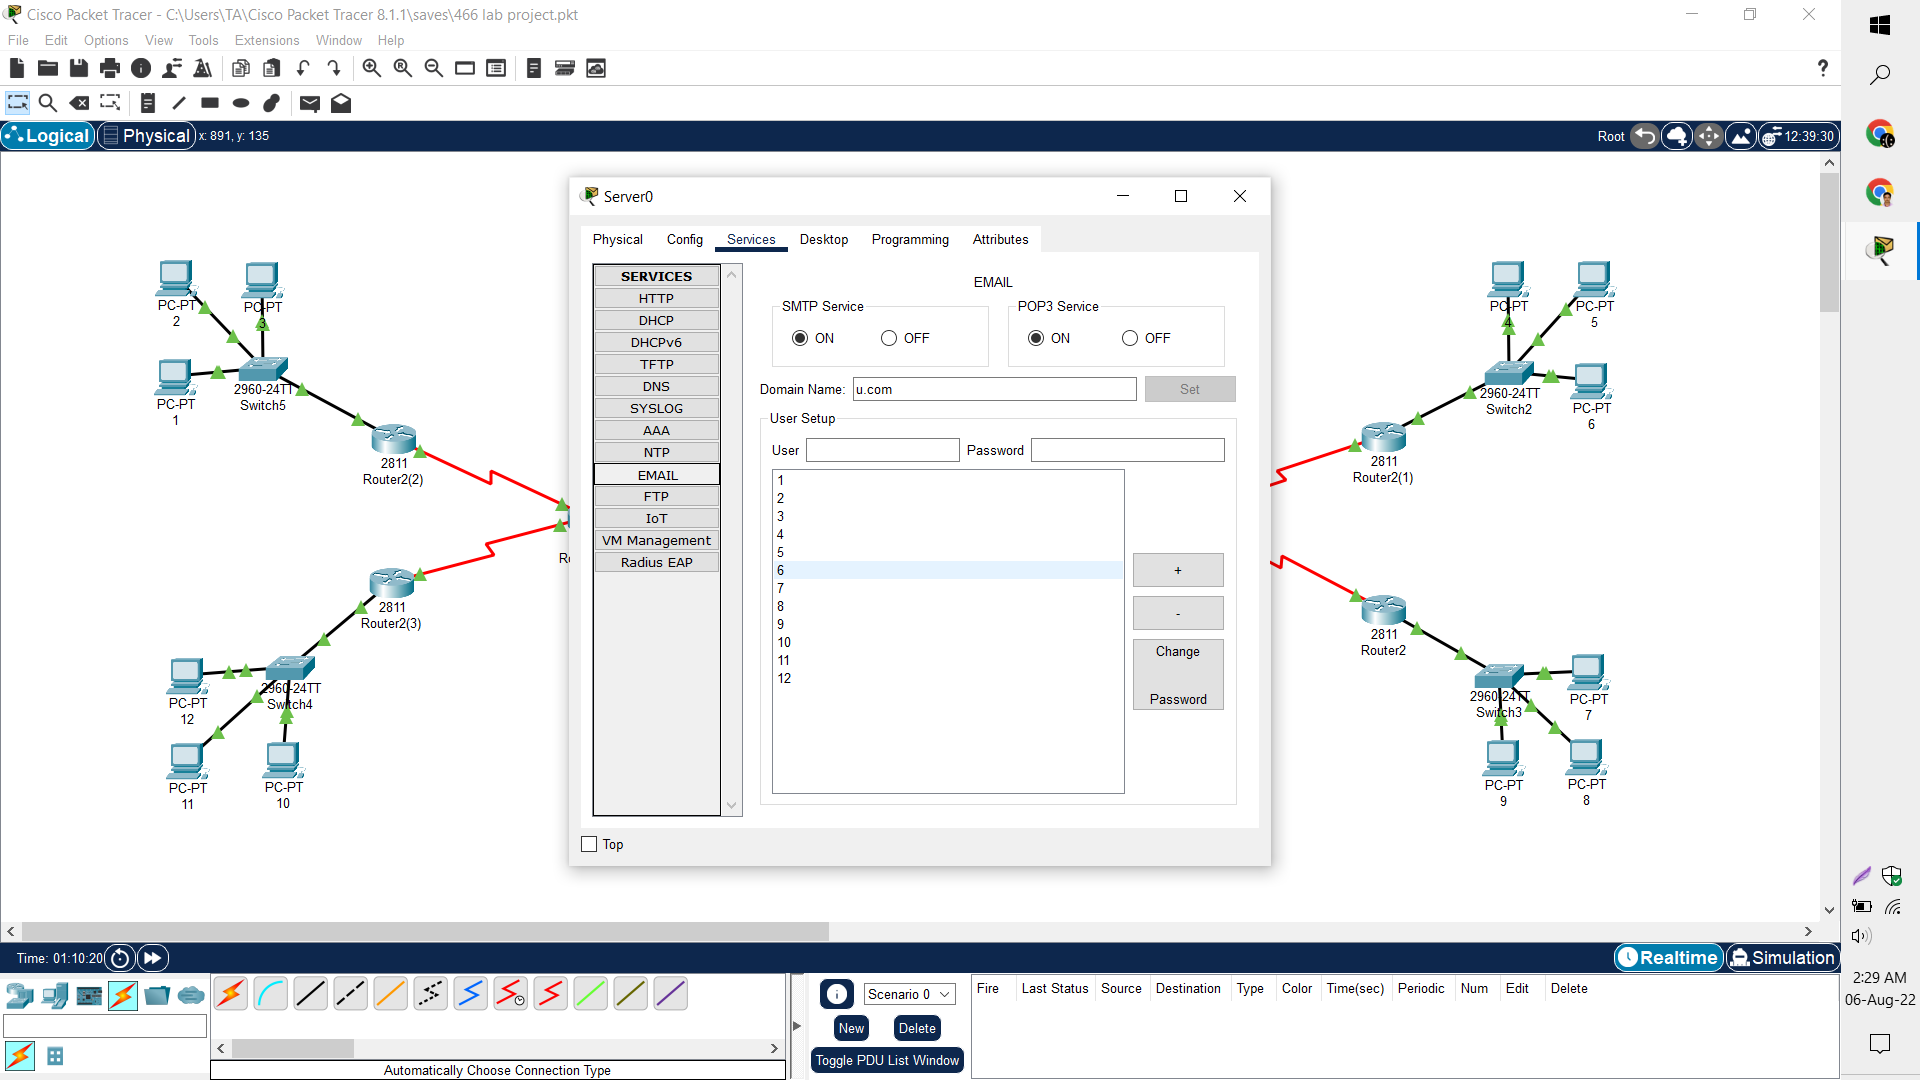 Cisco Packet Tracer - C:\Users\TA\Cisco Packet Tracer 8.1.1\saves\466 lab project.pkt
File Edit Options View Tools Extensions Window Help
?
Logical Physical x: 891, y: 135 Root 12:39:30
Server0
Physical Config Services Desktop Programming Attributes
SERVICES
HTTP
DHCP
DHCPv6
TFTP
DNS
SYSLOG
AAA
NTP
EMAIL
FTP
IoT
VM Management
Radius EAP
EMAIL
SMTP Service POP3 Service
ON OFF ON OFF
Domain Name: u.com Set
User Setup
User Password
1
2
3
4
5
6
7
8
9
10
11
12
+
-
Change
Password
Top
PC-PT
2
PC-PT
3
PC-PT
1
2960-24TT
Switch5
2811
Router2(2)
2811
Router2(3)
2960-24TT
Switch4
PC-PT
12
PC-PT
11
PC-PT
10
PC-PT
4
PC-PT
5
2960-24TT
Switch2
PC-PT
6
2811
Router2(1)
2811
Router2
2960-24TT
Switch3
PC-PT
7
PC-PT
9
PC-PT
8
Time: 01:10:20 Realtime Simulation
Scenario 0
New Delete
Toggle PDU List Window
Fire Last Status Source Destination Type Color Time(sec) Periodic Num Edit Delete
Automatically Choose Connection Type
2:29 AM
06-Aug-22